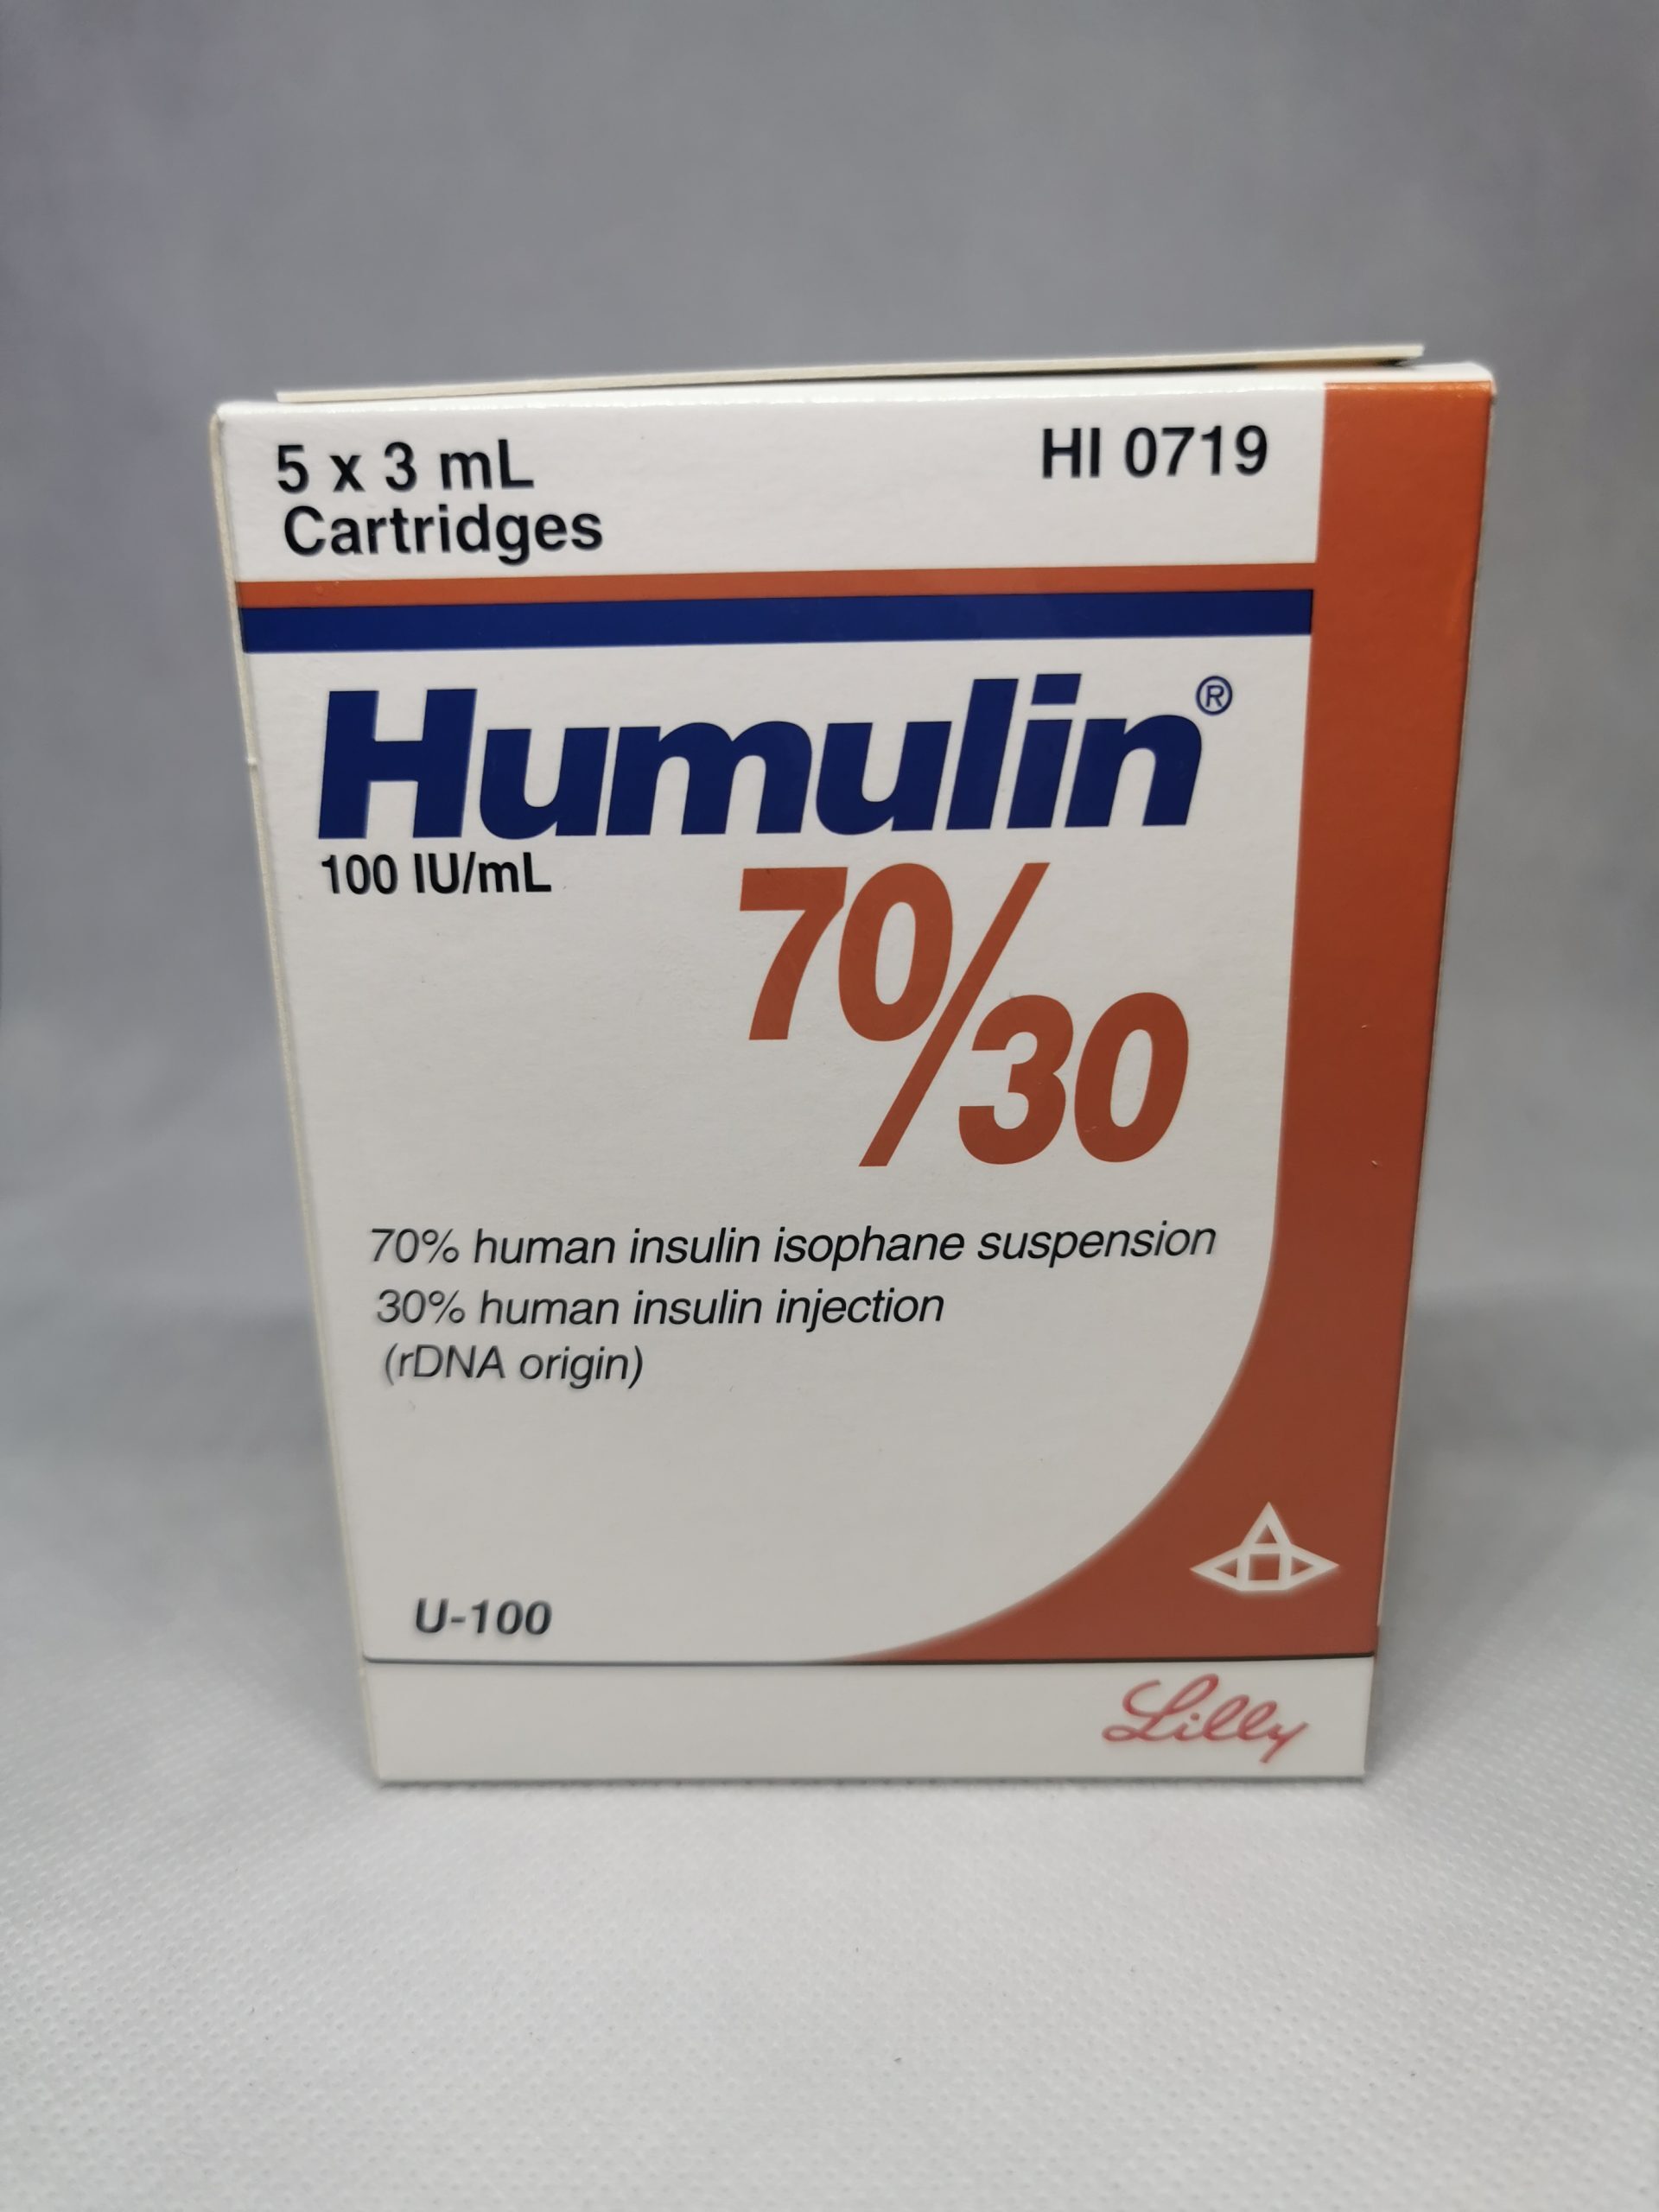 5 x 3 mL
Cartridges
HI 0719
Humulin®
100 IU/mL
70/30
70% human insulin isophane suspension
30% human insulin injection
(rDNA origin)
U-100
Lilly